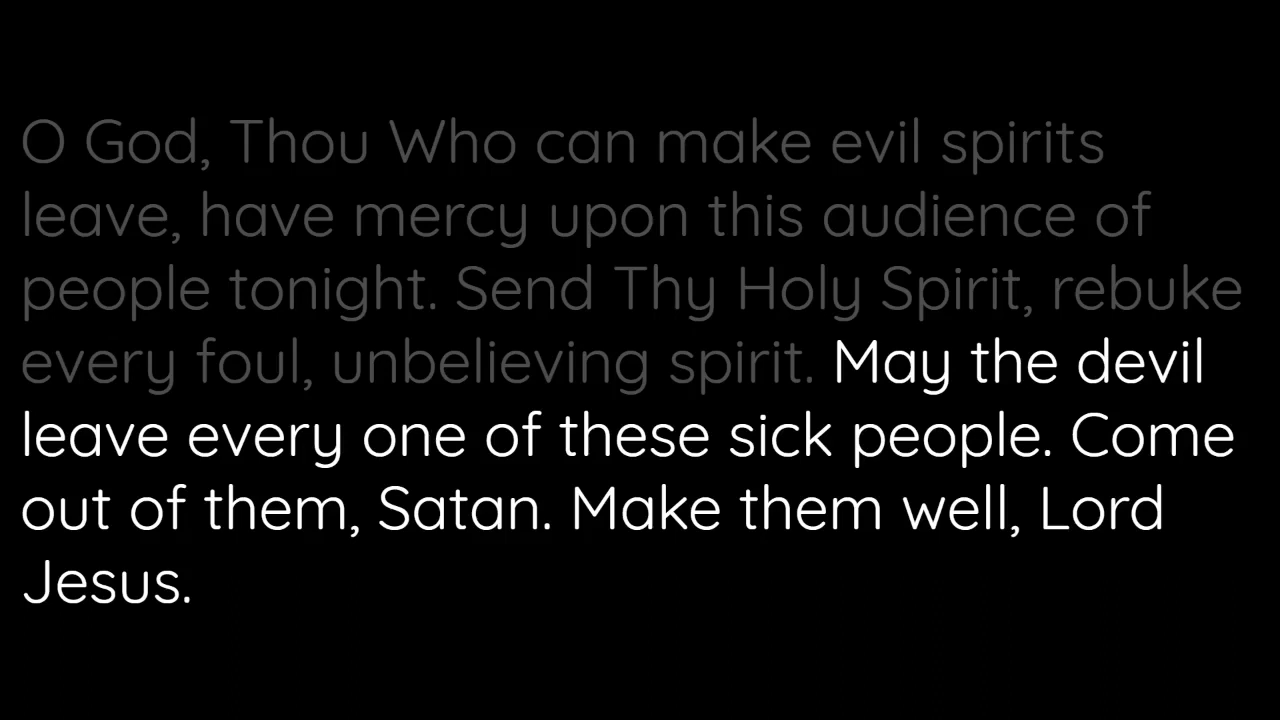 O God, Thou Who can make evil spirits
leave, have mercy upon this audience of
people tonight. Send Thy Holy Spirit, rebuke
every foul, unbelieving spirit. May the devil
leave every one of these sick people. Come
out of them, Satan. Make them well, Lord
Jesus.